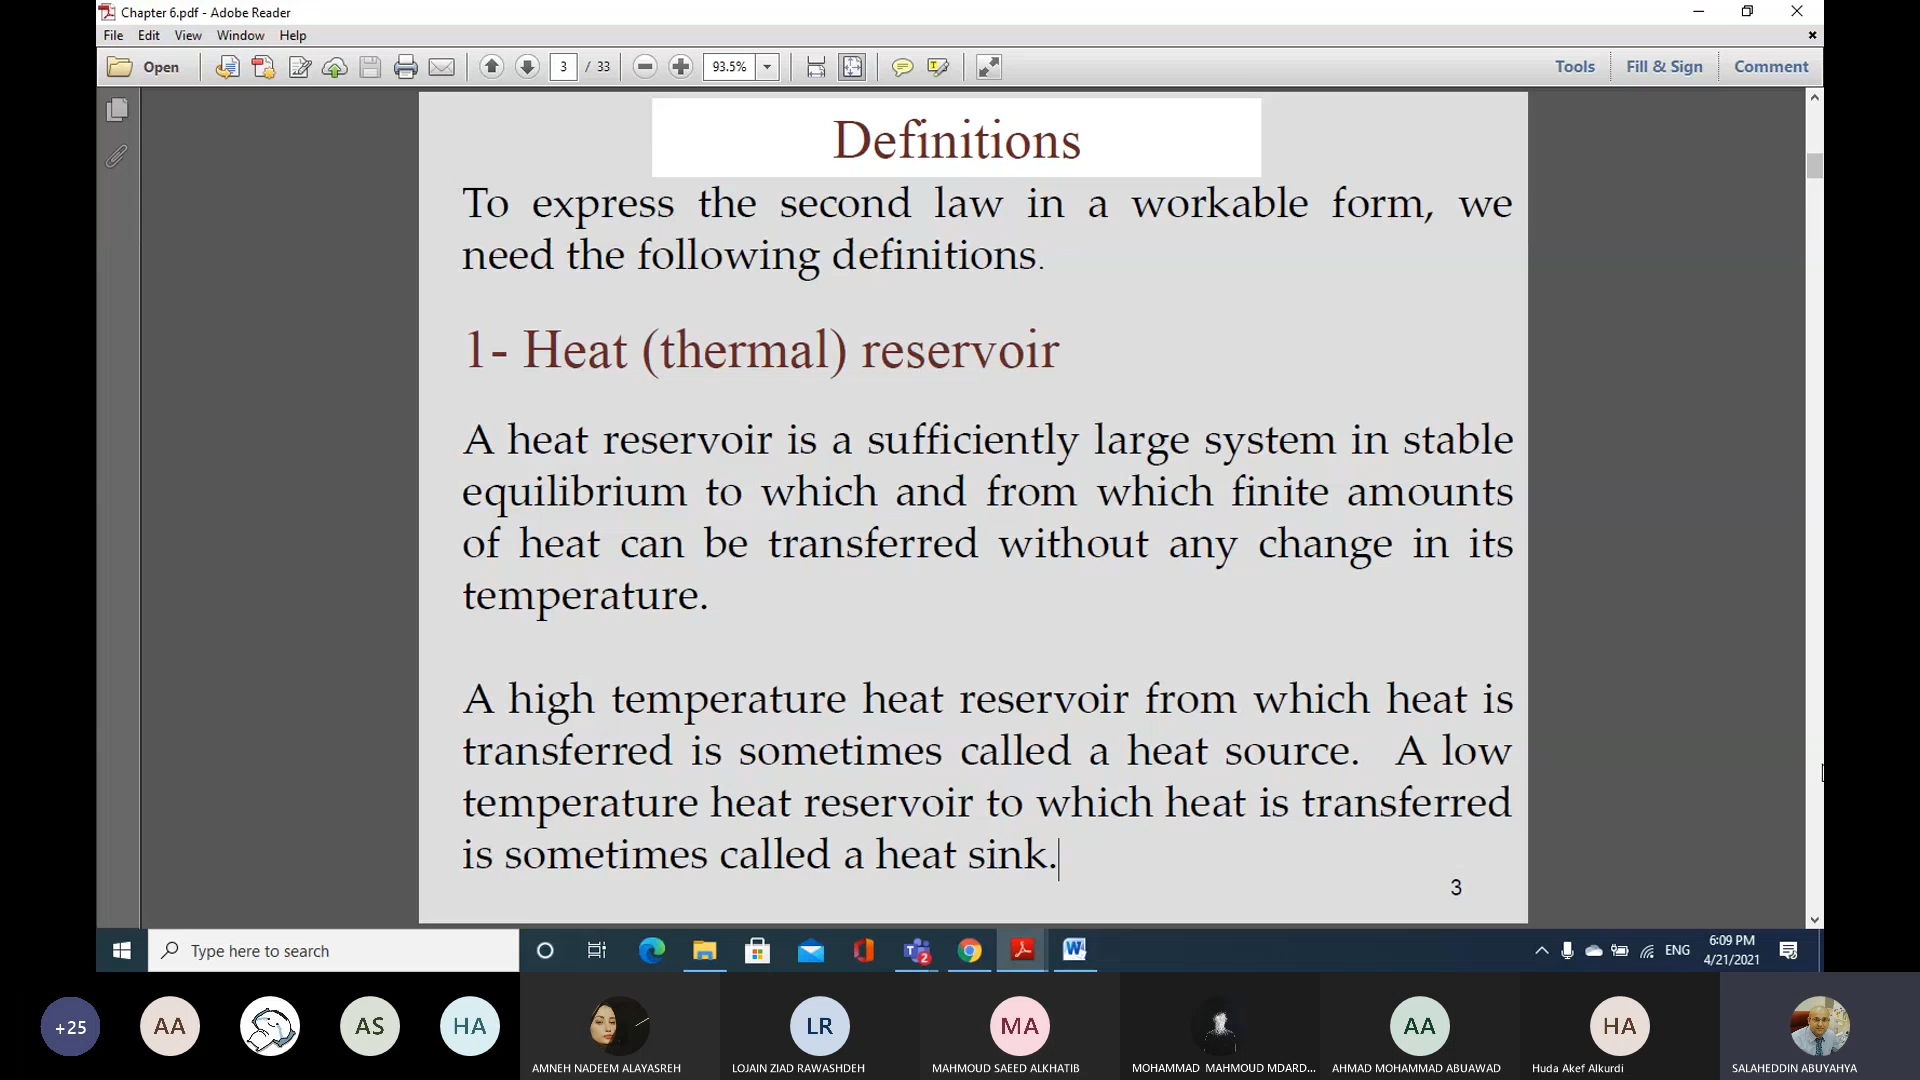 Chapter 6.pdf - Adobe Reader
File Edit View Window Help
Open 3 / 33 93.5% Tools Fill & Sign Comment
Definitions
To express the second law in a workable form, we
need the following definitions.
1- Heat (thermal) reservoir
A heat reservoir is a sufficiently large system in stable
equilibrium to which and from which finite amounts
of heat can be transferred without any change in its
temperature.
A high temperature heat reservoir from which heat is
transferred is sometimes called a heat source. A low
temperature heat reservoir to which heat is transferred
is sometimes called a heat sink.
3
Type here to search
2
W
ENG
6:09 PM
4/21/2021
+25 AA AS HA LR MA AA HA
AMNEH NADEEM ALAYASREH LOJAIN ZIAD RAWASHDEH MAHMOUD SAEED ALKHATIB MOHAMMAD MAHMOUD MDARD... AHMAD MOHAMMAD ABUAWAD Huda Akef Alkurdi SALAHEDDIN ABUYAHYA